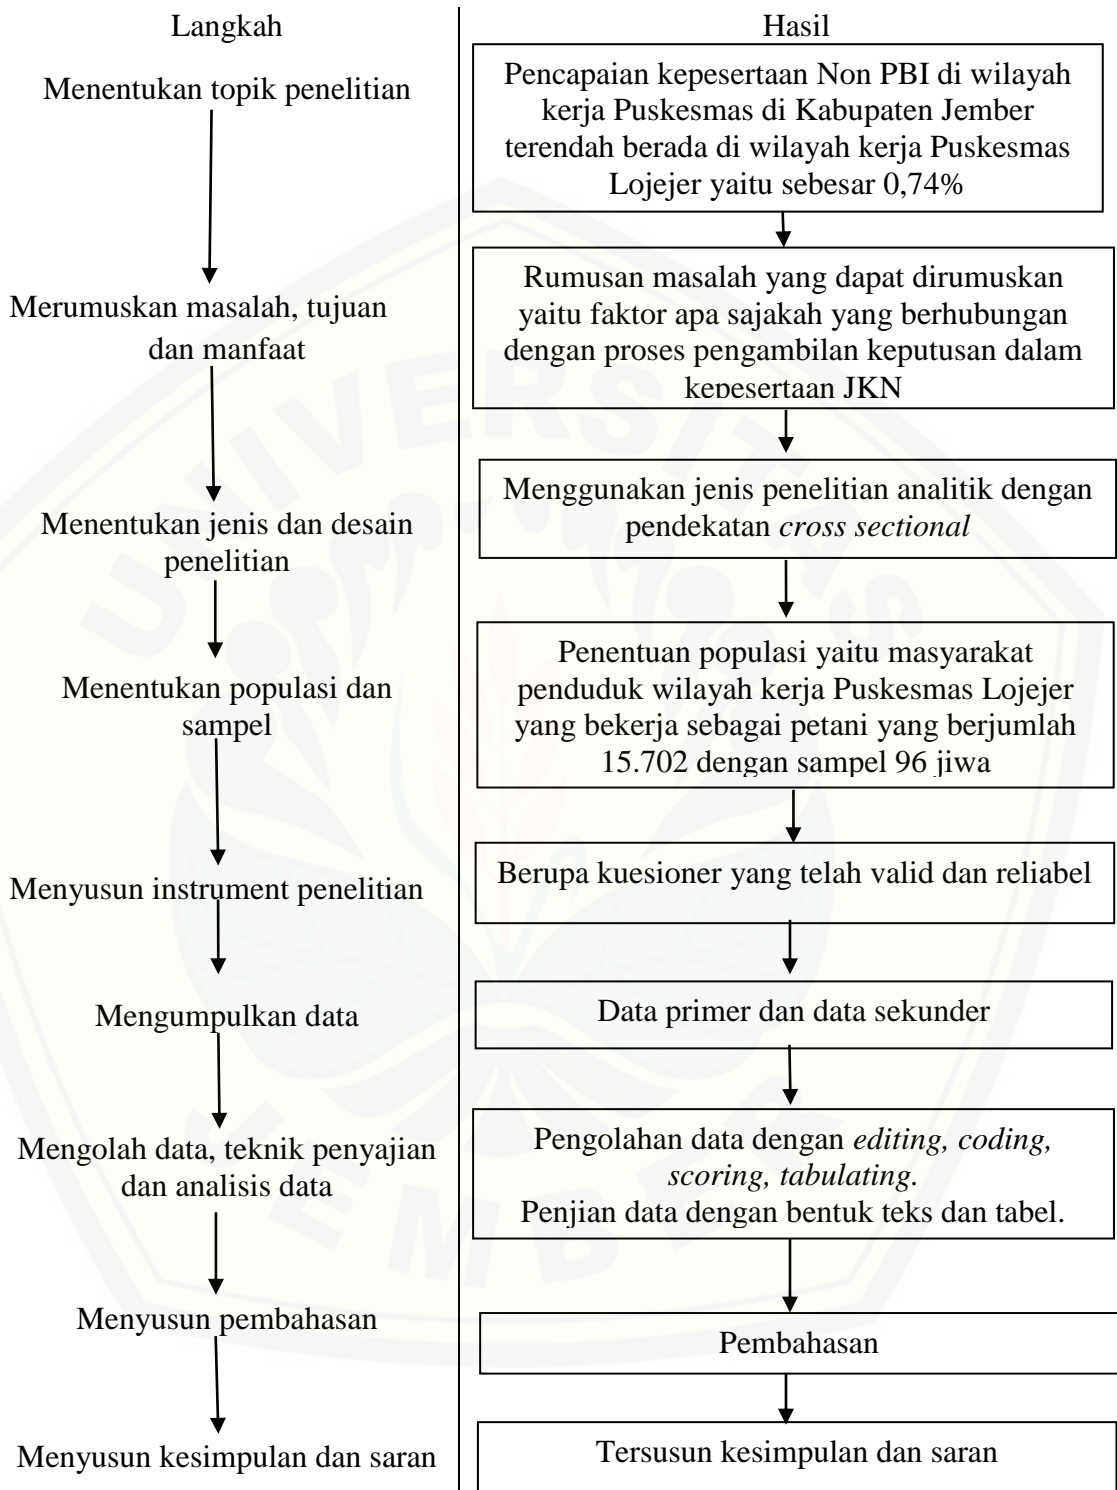 Langkah
Hasil
Menentukan topik penelitian
Pencapaian kepesertaan Non PBI di wilayah
kerja Puskesmas di Kabupaten Jember
terendah berada di wilayah kerja Puskesmas
Lojejer yaitu sebesar 0,74%
Merumuskan masalah, tujuan
dan manfaat
Rumusan masalah yang dapat dirumuskan
yaitu faktor apa sajakah yang berhubungan
dengan proses pengambilan keputusan dalam
kepesertaan JKN
Menentukan jenis dan desain
penelitian
Menggunakan jenis penelitian analitik dengan
pendekatan cross sectional
Menentukan populasi dan
sampel
Penentuan populasi yaitu masyarakat
penduduk wilayah kerja Puskesmas Lojejer
yang bekerja sebagai petani yang berjumlah
15.702 dengan sampel 96 jiwa
Menyusun instrument penelitian
Berupa kuesioner yang telah valid dan reliabel
Mengumpulkan data
Data primer dan data sekunder
Mengolah data, teknik penyajian
dan analisis data
Pengolahan data dengan editing, coding,
scoring, tabulating.
Penjian data dengan bentuk teks dan tabel.
Menyusun pembahasan
Pembahasan
Menyusun kesimpulan dan saran
Tersusun kesimpulan dan saran
UNIVERSITAS
JEMBER